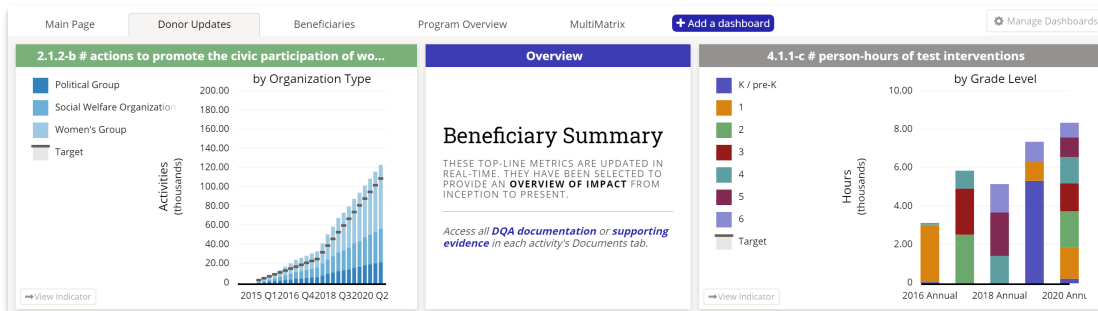 Main Page
Donor Updates
Beneficiaries
Program Overview
MultiMatrix
+ Add a dashboard
Manage Dashboards
2.1.2-b # actions to promote the civic participation of wo...
by Organization Type
Political Group
Social Welfare Organization
Women's Group
Target
Activities
(thousands)
200.00
180.00
160.00
140.00
120.00
100.00
80.00
60.00
40.00
20.00
0
2015 Q1 2016 Q4 2018 Q3 2020 Q2
View Indicator
Overview
Beneficiary Summary
THESE TOP-LINE METRICS ARE UPDATED IN
REAL-TIME. THEY HAVE BEEN SELECTED TO
PROVIDE AN OVERVIEW OF IMPACT FROM
INCEPTION TO PRESENT.
Access all DQA documentation or supporting
evidence in each activity's Documents tab.
4.1.1-c # person-hours of test interventions
by Grade Level
K / pre-K
1
2
3
4
5
6
Target
Hours
(thousands)
10.00
8.00
6.00
4.00
2.00
0
2016 Annual 2018 Annual 2020 Annu
View Indicator